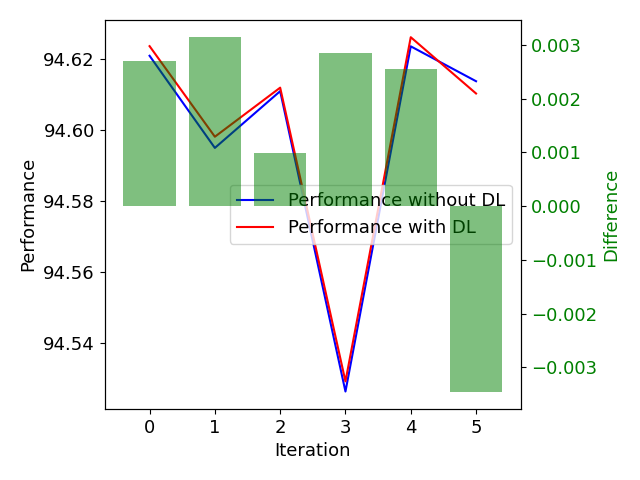 94.62
94.60
94.58
94.56
94.54
Performance
0.003
0.002
0.001
0.000
−0.001
−0.002
−0.003
Difference
Performance without DL
Performance with DL
0 1 2 3 4 5
Iteration